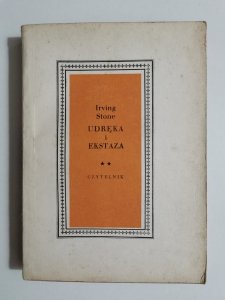 Irving
Stone
UDRĘKA
i
EKSTAZA
★★
CZYTELNIK